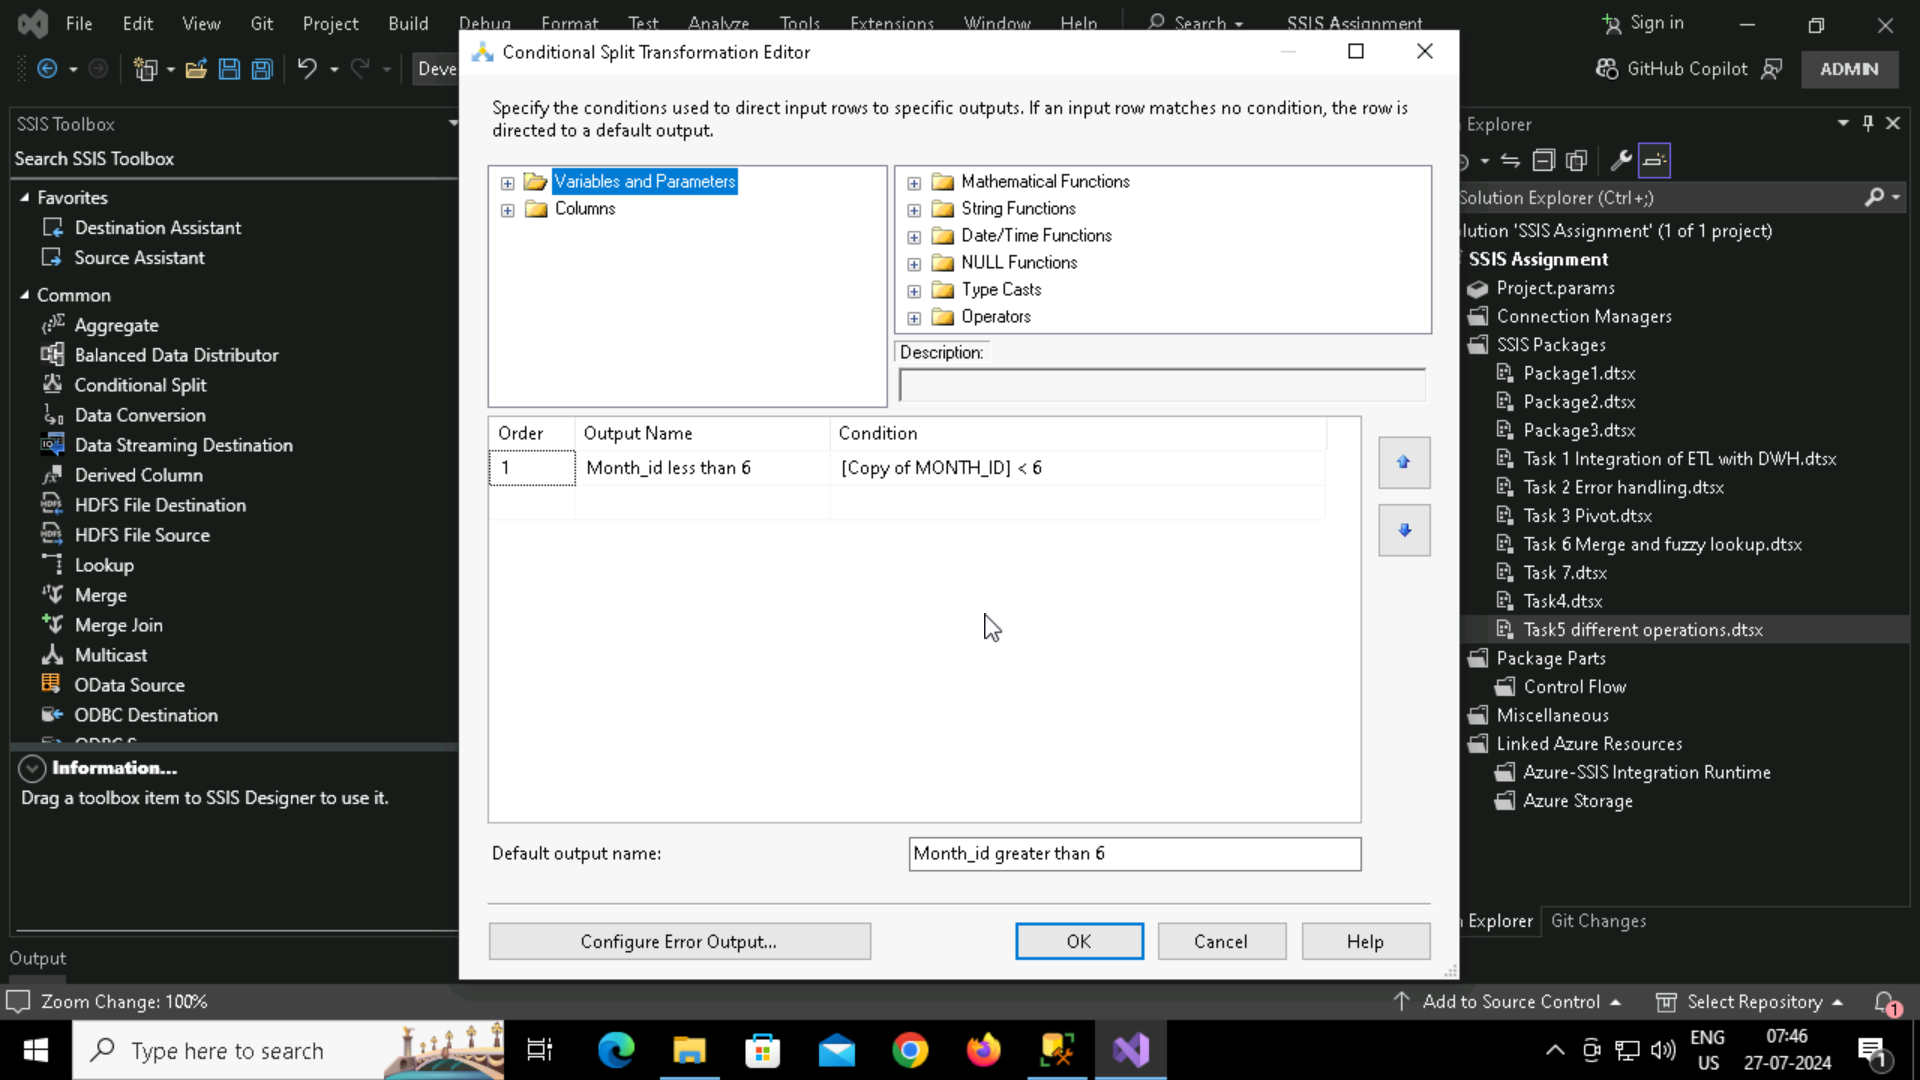 File Edit View Git Project Build Debug Format Test Analyze Tools Extensions Window Help Search SSIS Assignment Sign in
Deve
GitHub Copilot ADMIN
Conditional Split Transformation Editor
Specify the conditions used to direct input rows to specific outputs. If an input row matches no condition, the row is
directed to a default output.
Variables and Parameters
Columns
Mathematical Functions
String Functions
Date/Time Functions
NULL Functions
Type Casts
Operators
Description:
Order Output Name Condition
1 Month_id less than 6 [Copy of MONTH_ID] < 6
Default output name: Month_id greater than 6
Configure Error Output... OK Cancel Help
SSIS Toolbox
Search SSIS Toolbox
Favorites
Destination Assistant
Source Assistant
Common
Aggregate
Balanced Data Distributor
Conditional Split
Data Conversion
Data Streaming Destination
Derived Column
HDFS File Destination
HDFS File Source
Lookup
Merge
Merge Join
Multicast
OData Source
ODBC Destination
Information...
Drag a toolbox item to SSIS Designer to use it.
Output
Explorer
Solution Explorer (Ctrl+;)
lution 'SSIS Assignment' (1 of 1 project)
SSIS Assignment
Project.params
Connection Managers
SSIS Packages
Package1.dtsx
Package2.dtsx
Package3.dtsx
Task 1 Integration of ETL with DWH.dtsx
Task 2 Error handling.dtsx
Task 3 Pivot.dtsx
Task 6 Merge and fuzzy lookup.dtsx
Task 7.dtsx
Task4.dtsx
Task5 different operations.dtsx
Package Parts
Control Flow
Miscellaneous
Linked Azure Resources
Azure-SSIS Integration Runtime
Azure Storage
n Explorer Git Changes
Zoom Change: 100% Add to Source Control Select Repository 1
Type here to search
ENG
US
07:46
27-07-2024
1